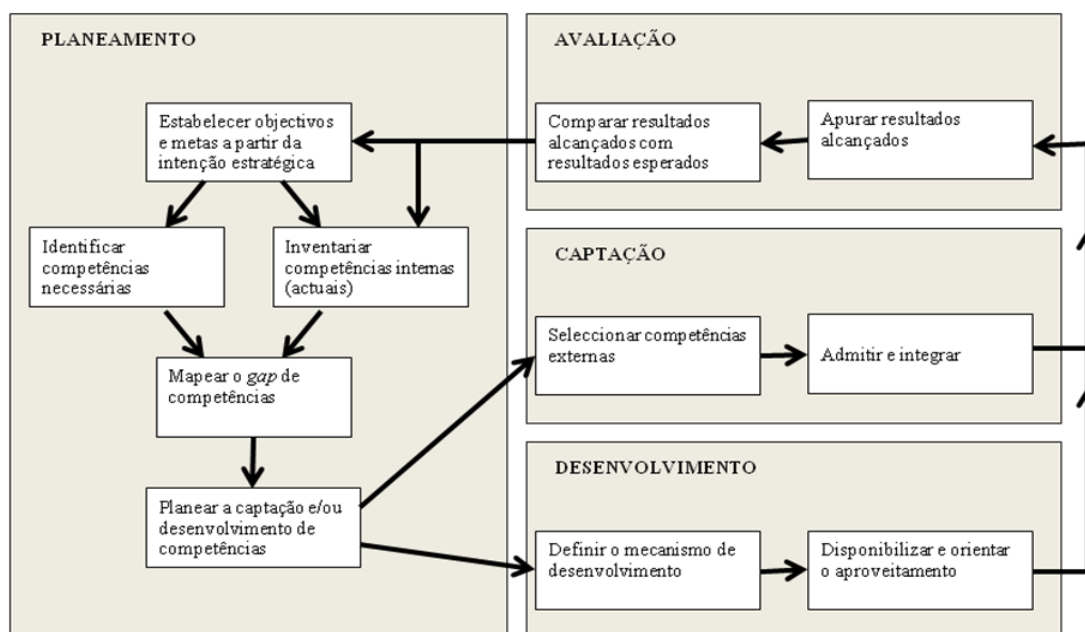 PLANEAMENTO
Estabelecer objectivos
e metas a partir da
intenção estratégica
Identificar
competências
necessárias
Inventariar
competências internas
(actuais)
Mapear o gap de
competências
Planear a captação e/ou
desenvolvimento de
competências
AVALIAÇÃO
Comparar resultados
alcançados com
resultados esperados
Apurar resultados
alcançados
CAPTAÇÃO
Seleccionar competências
externas
Admitir e integrar
DESENVOLVIMENTO
Definir o mecanismo de
desenvolvimento
Disponibilizar e orientar
o aproveitamento